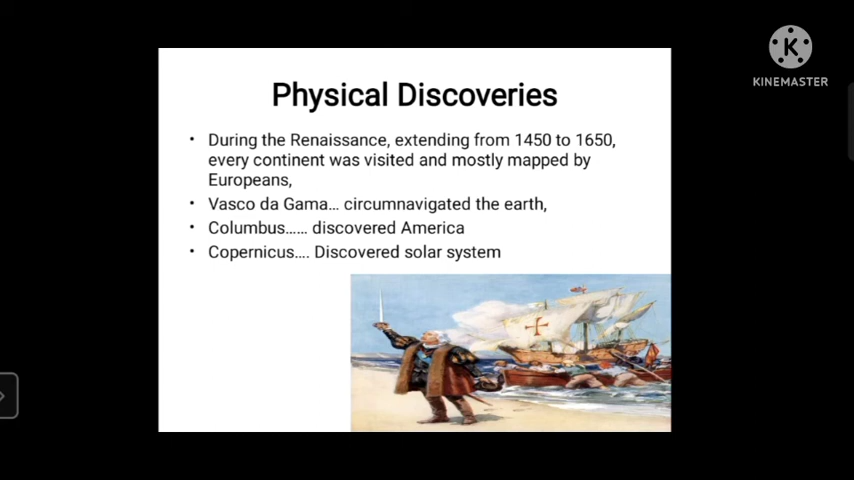 KINEMASTER
Physical Discoveries
• During the Renaissance, extending from 1450 to 1650,
every continent was visited and mostly mapped by
Europeans,
• Vasco da Gama... circumnavigated the earth,
• Columbus...... discovered America
• Copernicus.... Discovered solar system